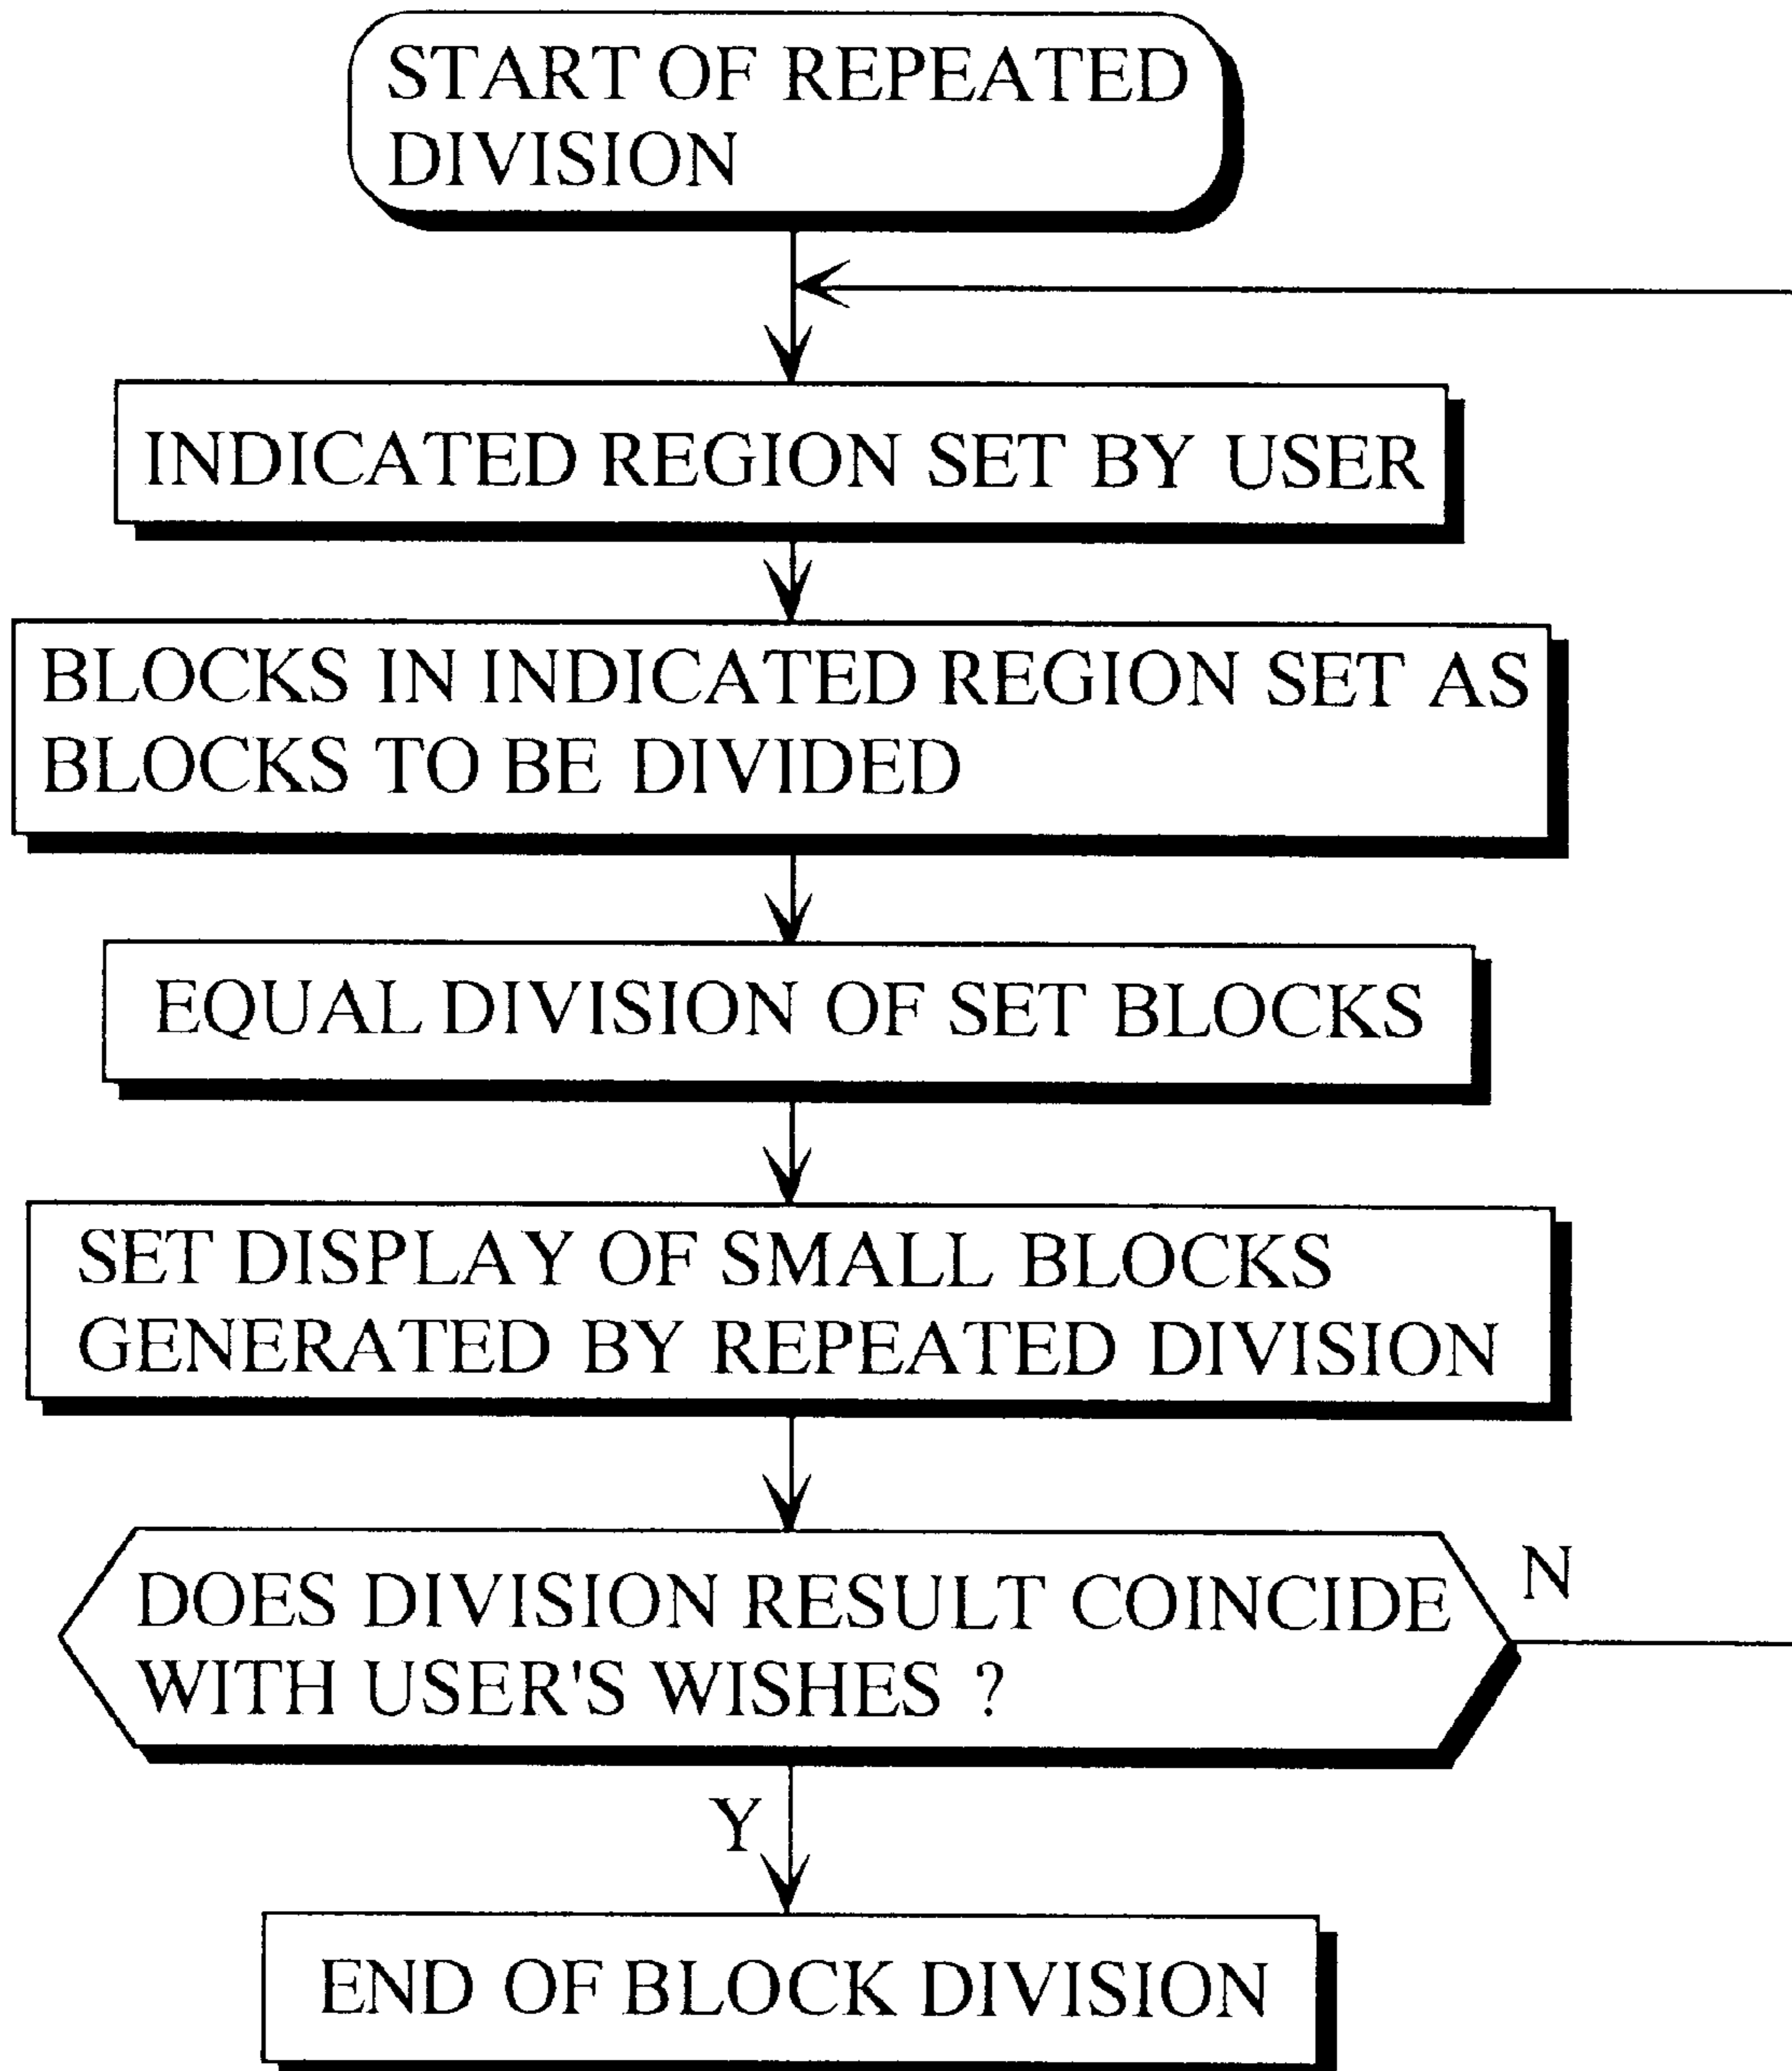 START OF REPEATED
DIVISION
INDICATED REGION SET BY USER
BLOCKS IN INDICATED REGION SET AS
BLOCKS TO BE DIVIDED
EQUAL DIVISION OF SET BLOCKS
SET DISPLAY OF SMALL BLOCKS
GENERATED BY REPEATED DIVISION
DOES DIVISION RESULT COINCIDE
WITH USER'S WISHES ?
N
Y
END OF BLOCK DIVISION